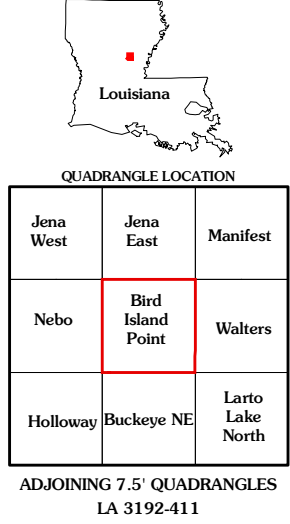 Louisiana
QUADRANGLE LOCATION
Jena
West
Jena
East
Manifest
Nebo
Bird
Island
Point
Walters
Holloway
Buckeye NE
Larto
Lake
North
ADJOINING 7.5' QUADRANGLES
LA 3192-411